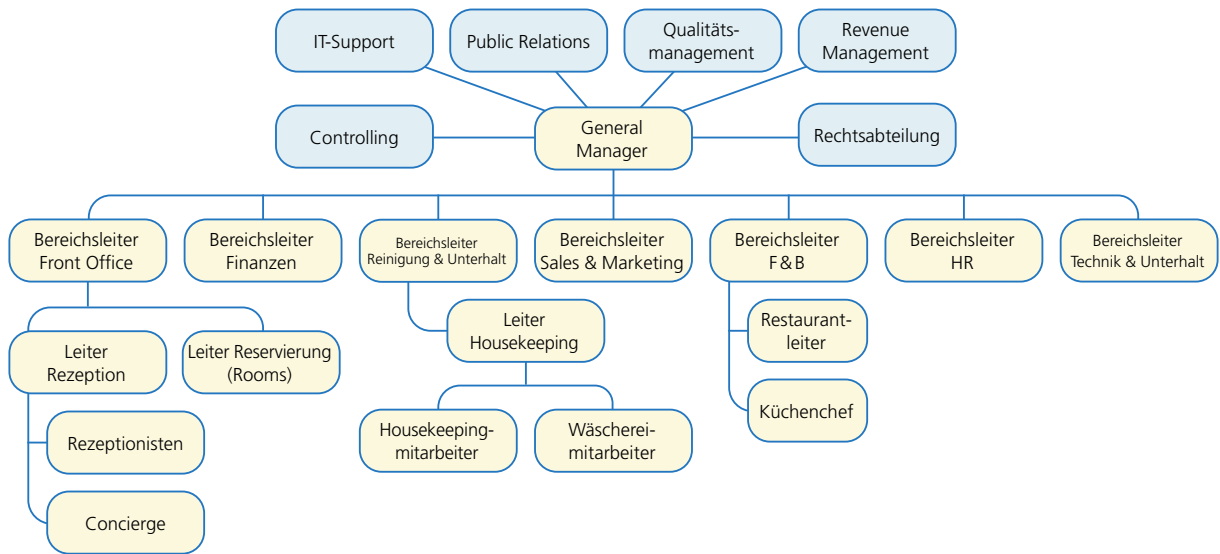 IT-Support
Public Relations
Qualitäts-
management
Revenue
Management
Controlling
General
Manager
Rechtsabteilung
Bereichsleiter
Front Office
Bereichsleiter
Finanzen
Bereichsleiter
Reinigung & Unterhalt
Bereichsleiter
Sales & Marketing
Bereichsleiter
F & B
Bereichsleiter
HR
Bereichsleiter
Technik & Unterhalt
Leiter
Rezeption
Leiter Reservierung
(Rooms)
Leiter
Housekeeping
Restaurant-
leiter
Küchenchef
Rezeptionisten
Housekeeping-
mitarbeiter
Wäscherei-
mitarbeiter
Concierge